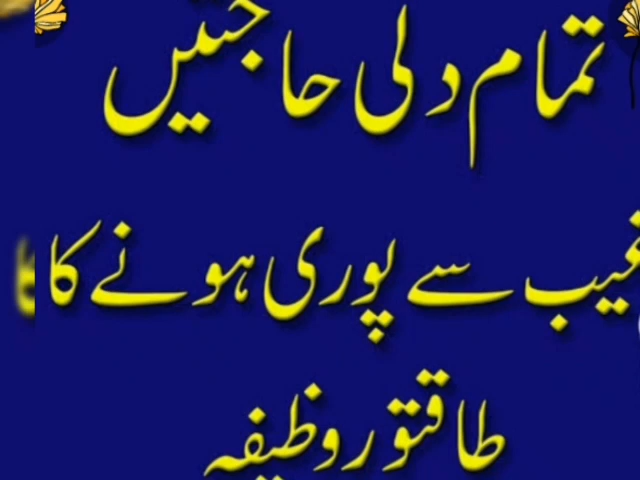 تمام دلی حاجتیں
غیب سے پوری ہونے کا
طاقتور وظیفہ